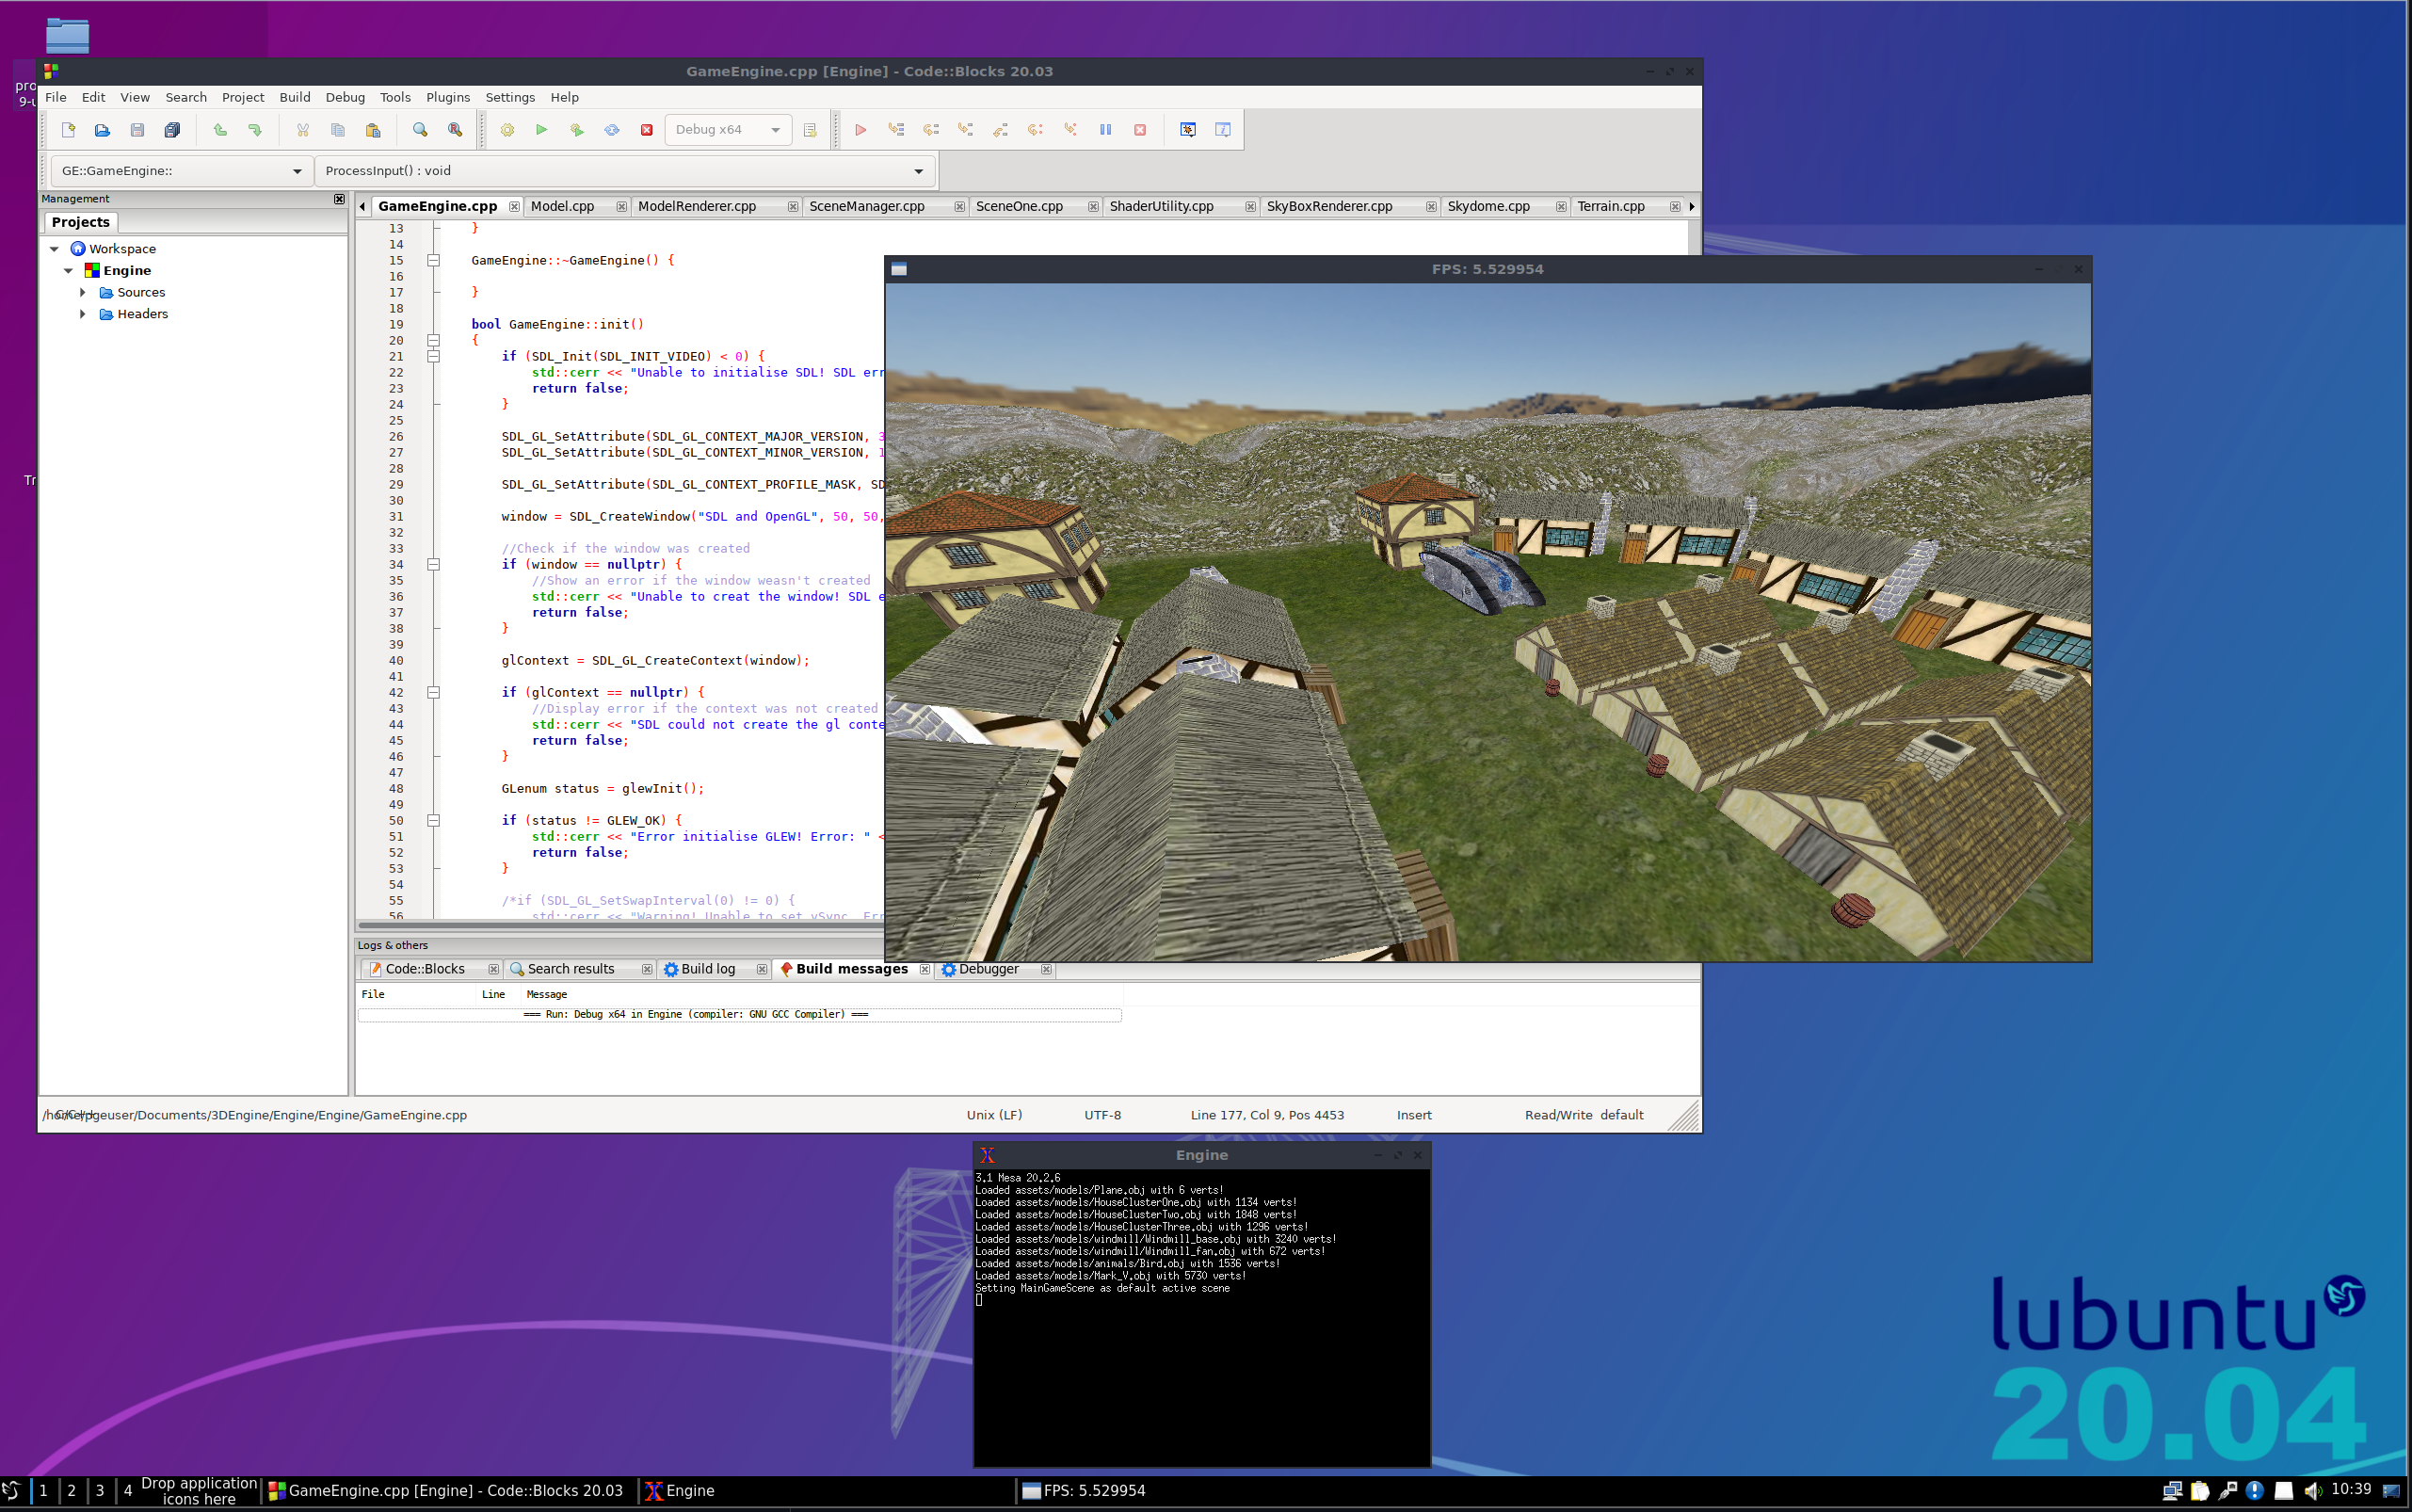 pro
9-u
Tr
GameEngine.cpp [Engine] - Code::Blocks 20.03
File Edit View Search Project Build Debug Tools Plugins Settings Help
Debug x64
GE::GameEngine:: ProcessInput() : void
Management
Projects
Workspace
Engine
Sources
Headers
GameEngine.cpp Model.cpp ModelRenderer.cpp SceneManager.cpp SceneOne.cpp ShaderUtility.cpp SkyBoxRenderer.cpp Skydome.cpp Terrain.cpp
13 }
14
15 GameEngine::~GameEngine() {
16
17 }
18
19 bool GameEngine::init()
20 {
21 if (SDL_Init(SDL_INIT_VIDEO) < 0) {
22 std::cerr << "Unable to initialise SDL! SDL err
23 return false;
24 }
25
26 SDL_GL_SetAttribute(SDL_GL_CONTEXT_MAJOR_VERSION, 3
27 SDL_GL_SetAttribute(SDL_GL_CONTEXT_MINOR_VERSION, 1
28
29 SDL_GL_SetAttribute(SDL_GL_CONTEXT_PROFILE_MASK, SD
30
31 window = SDL_CreateWindow("SDL and OpenGL", 50, 50,
32
33 //Check if the window was created
34 if (window == nullptr) {
35 //Show an error if the window weasn't created
36 std::cerr << "Unable to creat the window! SDL e
37 return false;
38 }
39
40 glContext = SDL_GL_CreateContext(window);
41
42 if (glContext == nullptr) {
43 //Display error if the context was not created
44 std::cerr << "SDL could not create the gl conte
45 return false;
46 }
47
48 GLenum status = glewInit();
49
50 if (status != GLEW_OK) {
51 std::cerr << "Error initialise GLEW! Error: " <
52 return false;
53 }
54
55 /*if (SDL_GL_SetSwapInterval(0) != 0) {
56 std::cerr << "Warning! Unable to set vSync. Err
FPS: 5.529954
Logs & others
Code::Blocks Search results Build log Build messages Debugger
File Line Message
=== Run: Debug x64 in Engine (compiler: GNU GCC Compiler) ===
geuser/Documents/3DEngine/Engine/Engine/GameEngine.cpp Unix (LF) UTF-8 Line 177, Col 9, Pos 4453 Insert Read/Write default
Engine
3.1 Mesa 20.2.6
Loaded assets/models/Plane.obj with 6 verts!
Loaded assets/models/HouseClusterOne.obj with 1134 verts!
Loaded assets/models/HouseClusterTwo.obj with 1848 verts!
Loaded assets/models/HouseClusterThree.obj with 1296 verts!
Loaded assets/models/windmill/Windmill_base.obj with 3240 verts!
Loaded assets/models/windmill/Windmill_fan.obj with 672 verts!
Loaded assets/models/animals/Bird.obj with 1536 verts!
Loaded assets/models/Mark_V.obj with 5730 verts!
Setting MainGameScene as default active scene
lubuntu
20.04
1 2 3 4 Drop application
icons here
GameEngine.cpp [Engine] - Code::Blocks 20.03 Engine FPS: 5.529954 10:39